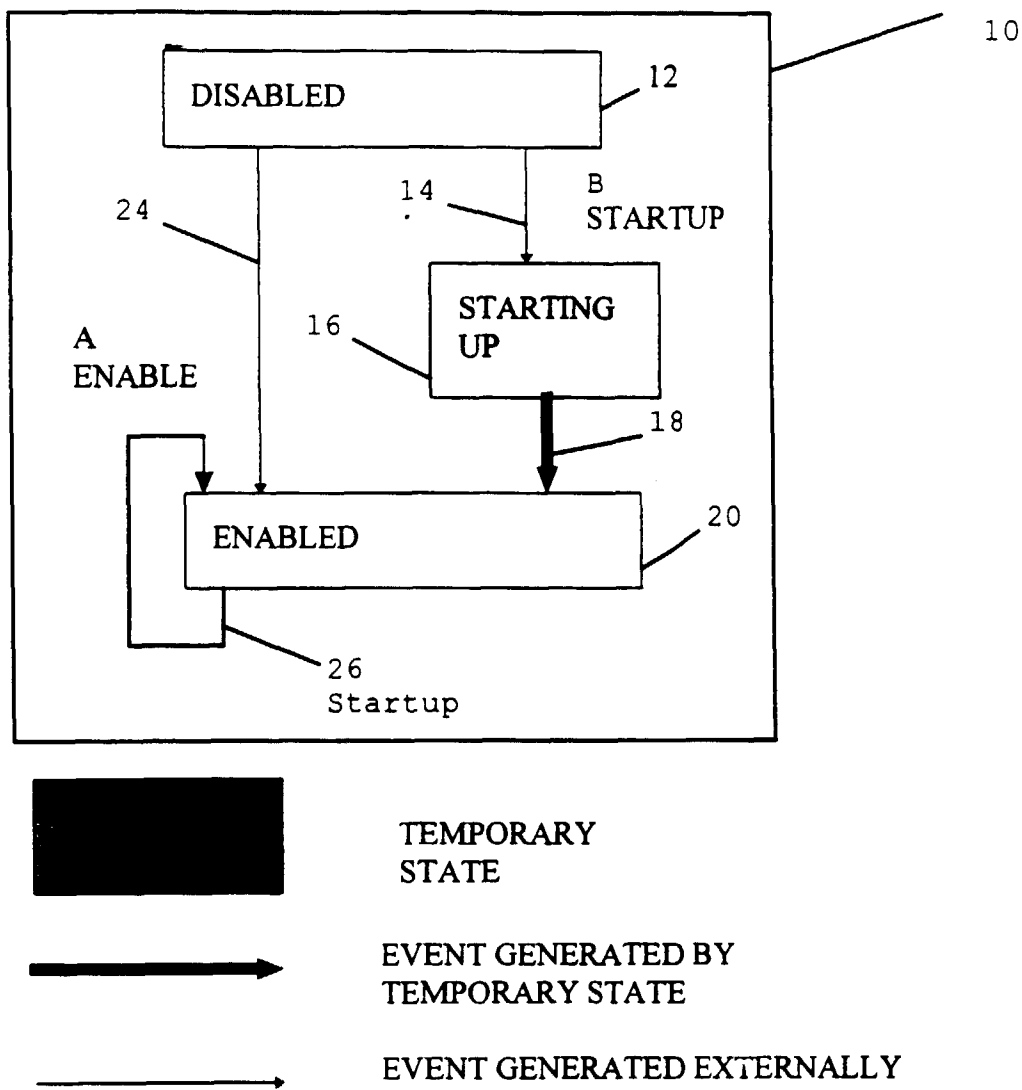 10
DISABLED
12
24
14
B
STARTUP
STARTING
UP
16
A
ENABLE
18
ENABLED
20
26
Startup
TEMPORARY
STATE
EVENT GENERATED BY
TEMPORARY STATE
EVENT GENERATED EXTERNALLY